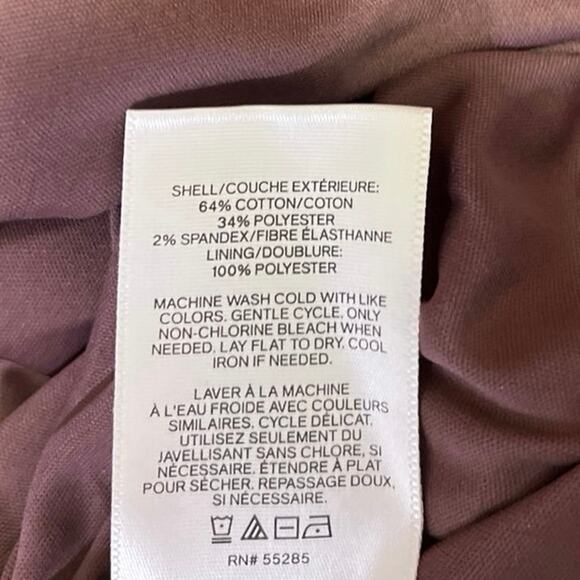 SHELL/COUCHE EXTÉRIEURE:
64% COTTON/COTON
34% POLYESTER
2% SPANDEX/FIBRE ÉLASTHANNE
LINING/DOUBLURE:
100% POLYESTER
MACHINE WASH COLD WITH LIKE
COLORS. GENTLE CYCLE. ONLY
NON-CHLORINE BLEACH WHEN
NEEDED. LAY FLAT TO DRY. COOL
IRON IF NEEDED.
LAVER À LA MACHINE
À L'EAU FROIDE AVEC COULEURS
SIMILAIRES. CYCLE DÉLICAT.
UTILISEZ SEULEMENT DU
JAVELLISANT SANS CHLORE, SI
NÉCESSAIRE. ÉTENDRE À PLAT
POUR SÉCHER. REPASSAGE DOUX,
SI NÉCESSAIRE.
RN# 55285